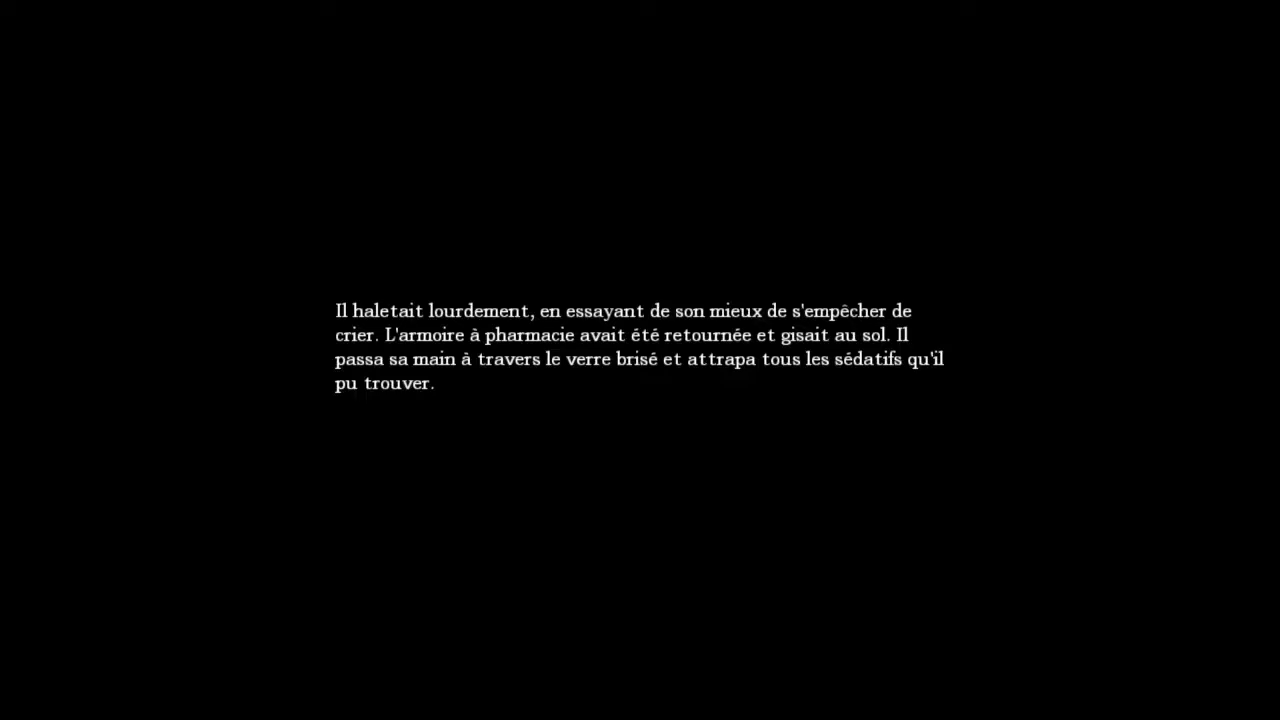 Il haletait lourdement, en essayant de son mieux de s'empêcher de
crier. L'armoire à pharmacie avait été retournée et gisait au sol. Il
passa sa main à travers le verre brisé et attrapa tous les sédatifs qu'il
pu trouver.